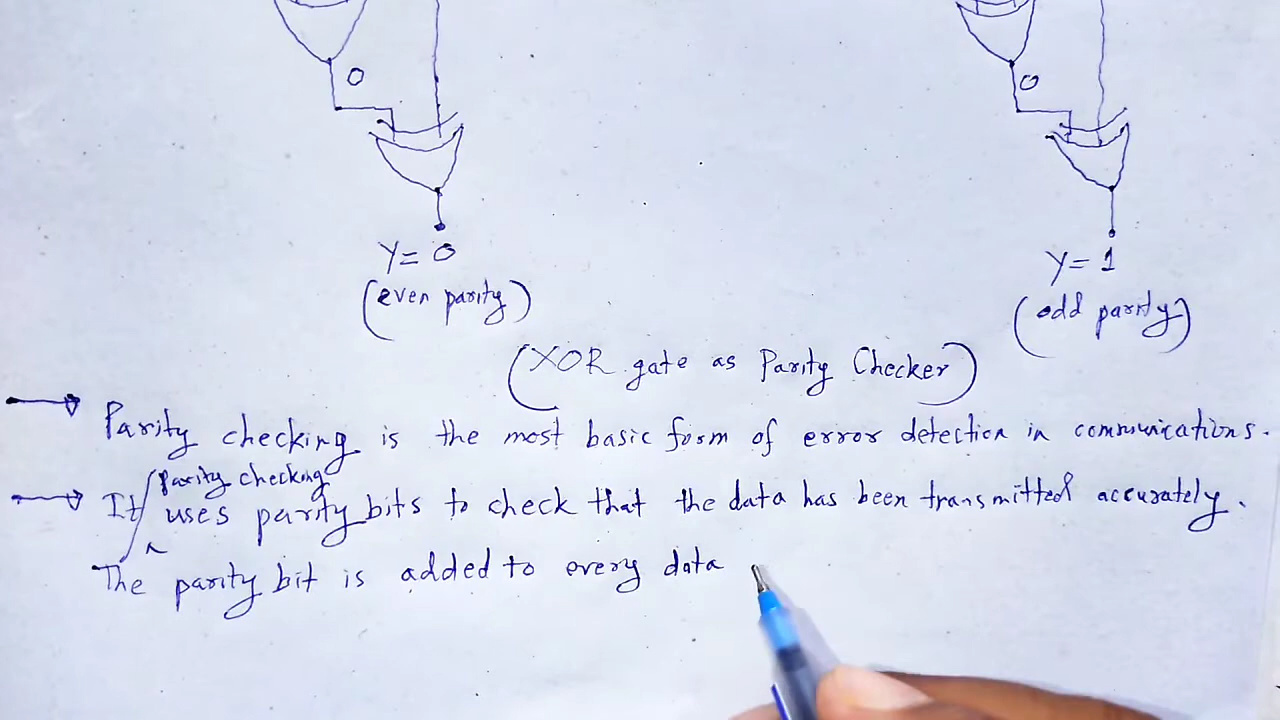 0 0
Y = 0 Y = 1
(even parity) (odd parity)
(XOR gate as Parity Checker)
Parity checking is the most basic form of error detection in communications.
parity checking
It / uses parity bits to check that the data has been transmitted accurately.
The parity bit is added to every data